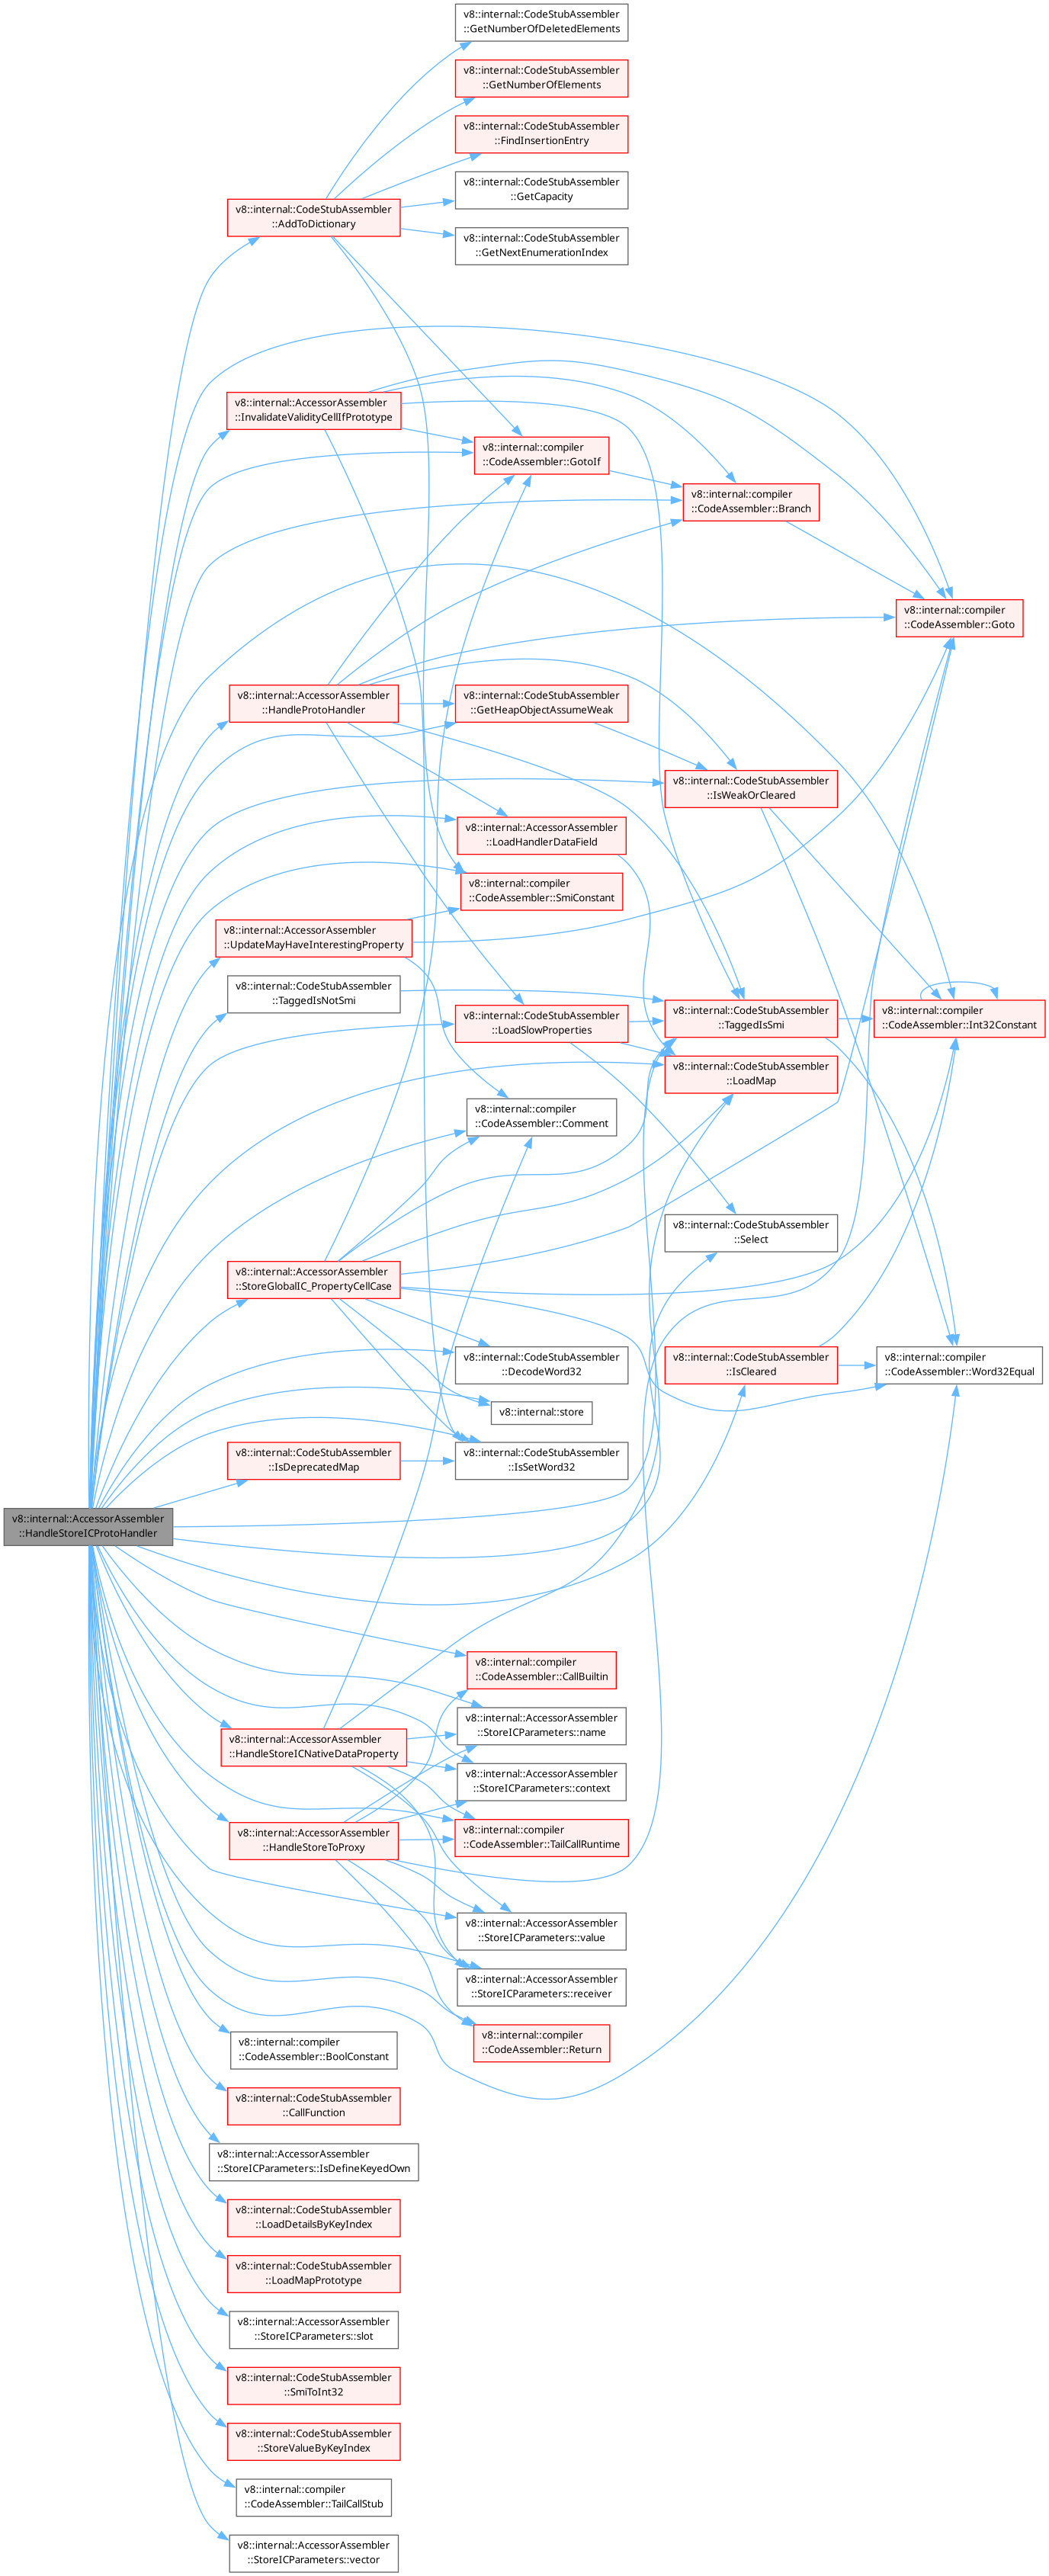 v8::internal::CodeStubAssembler
::GetNumberOfDeletedElements
v8::internal::CodeStubAssembler
::GetNumberOfElements
v8::internal::CodeStubAssembler
::FindInsertionEntry
v8::internal::CodeStubAssembler
::GetCapacity
v8::internal::CodeStubAssembler
::AddToDictionary
v8::internal::CodeStubAssembler
::GetNextEnumerationIndex
v8::internal::AccessorAssembler
::InvalidateValidityCellIfPrototype
v8::internal::compiler
::CodeAssembler::GotoIf
v8::internal::compiler
::CodeAssembler::Branch
v8::internal::compiler
::CodeAssembler::Goto
v8::internal::AccessorAssembler
::HandleProtoHandler
v8::internal::CodeStubAssembler
::GetHeapObjectAssumeWeak
v8::internal::CodeStubAssembler
::IsWeakOrCleared
v8::internal::AccessorAssembler
::LoadHandlerDataField
v8::internal::compiler
::CodeAssembler::SmiConstant
v8::internal::AccessorAssembler
::UpdateMayHaveInterestingProperty
v8::internal::CodeStubAssembler
::TaggedIsNotSmi
v8::internal::CodeStubAssembler
::LoadSlowProperties
v8::internal::CodeStubAssembler
::TaggedIsSmi
v8::internal::compiler
::CodeAssembler::Int32Constant
v8::internal::CodeStubAssembler
::LoadMap
v8::internal::compiler
::CodeAssembler::Comment
v8::internal::CodeStubAssembler
::Select
v8::internal::AccessorAssembler
::StoreGlobalIC_PropertyCellCase
v8::internal::CodeStubAssembler
::DecodeWord32
v8::internal::CodeStubAssembler
::IsCleared
v8::internal::compiler
::CodeAssembler::Word32Equal
v8::internal::store
v8::internal::CodeStubAssembler
::IsDeprecatedMap
v8::internal::CodeStubAssembler
::IsSetWord32
v8::internal::AccessorAssembler
::HandleStoreICProtoHandler
v8::internal::compiler
::CodeAssembler::CallBuiltin
v8::internal::AccessorAssembler
::StoreICParameters::name
v8::internal::AccessorAssembler
::HandleStoreICNativeDataProperty
v8::internal::AccessorAssembler
::StoreICParameters::context
v8::internal::AccessorAssembler
::HandleStoreToProxy
v8::internal::compiler
::CodeAssembler::TailCallRuntime
v8::internal::AccessorAssembler
::StoreICParameters::value
v8::internal::AccessorAssembler
::StoreICParameters::receiver
v8::internal::compiler
::CodeAssembler::Return
v8::internal::compiler
::CodeAssembler::BoolConstant
v8::internal::CodeStubAssembler
::CallFunction
v8::internal::AccessorAssembler
::StoreICParameters::IsDefineKeyedOwn
v8::internal::CodeStubAssembler
::LoadDetailsByKeyIndex
v8::internal::CodeStubAssembler
::LoadMapPrototype
v8::internal::AccessorAssembler
::StoreICParameters::slot
v8::internal::CodeStubAssembler
::SmiToInt32
v8::internal::CodeStubAssembler
::StoreValueByKeyIndex
v8::internal::compiler
::CodeAssembler::TailCallStub
v8::internal::AccessorAssembler
::StoreICParameters::vector